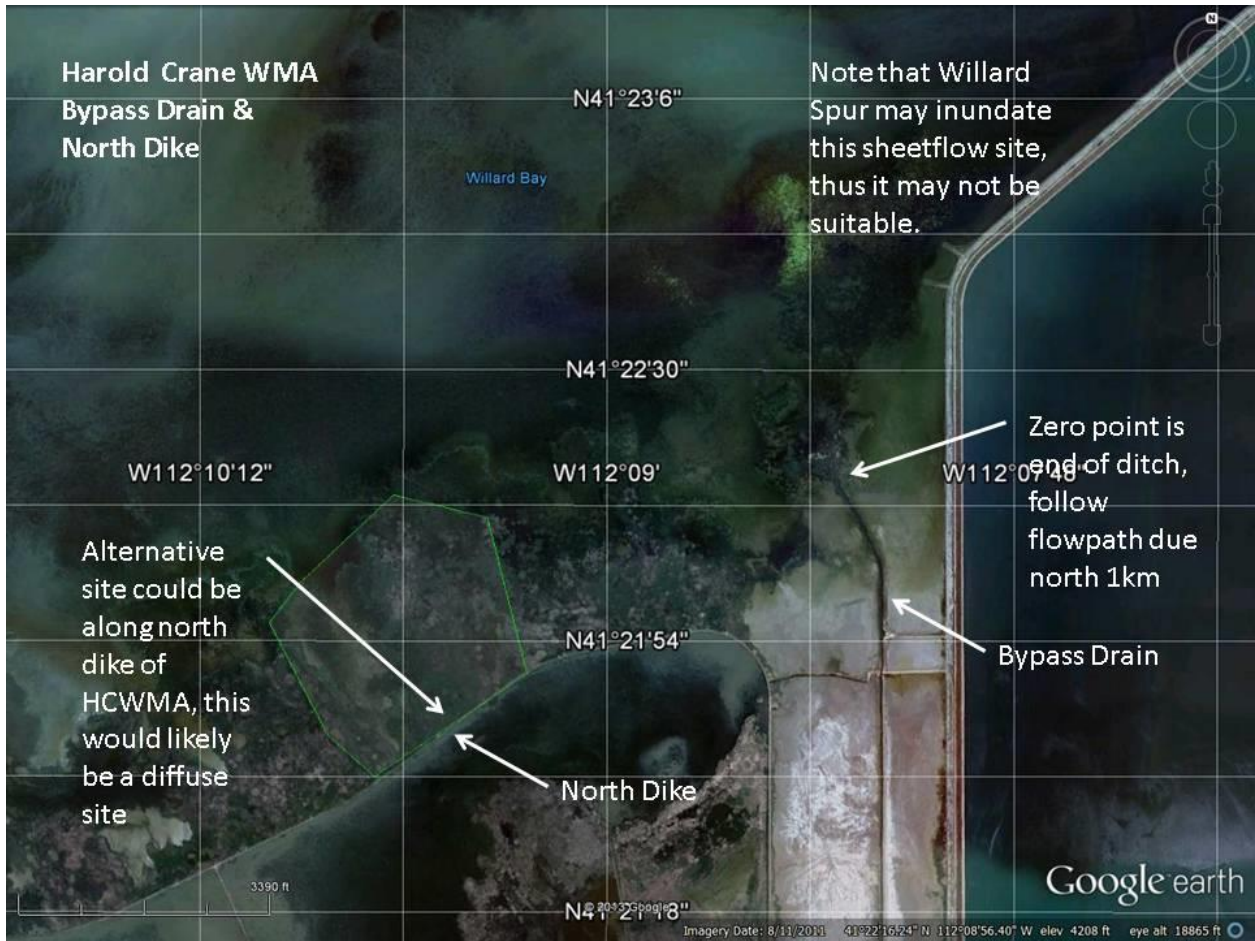 Harold Crane WMA
Bypass Drain &
North Dike
Note that Willard
Spur may inundate
this sheetflow site,
thus it may not be
suitable.
N
N41°23'6"
Willard Bay
N41°22'30"
W112°10'12"
W112°09'
W112°07'48"
Zero point is
end of ditch,
follow
flowpath due
north 1km
Alternative
site could be
along north
dike of
HCWMA, this
would likely
be a diffuse
site
N41°21'54"
Bypass Drain
North Dike
3390 ft
Google earth
© 2013 Google
N41°21'18"
Imagery Date: 8/11/2011 41°22'16.24" N 112°08'56.40" W elev 4208 ft eye alt 18865 ft